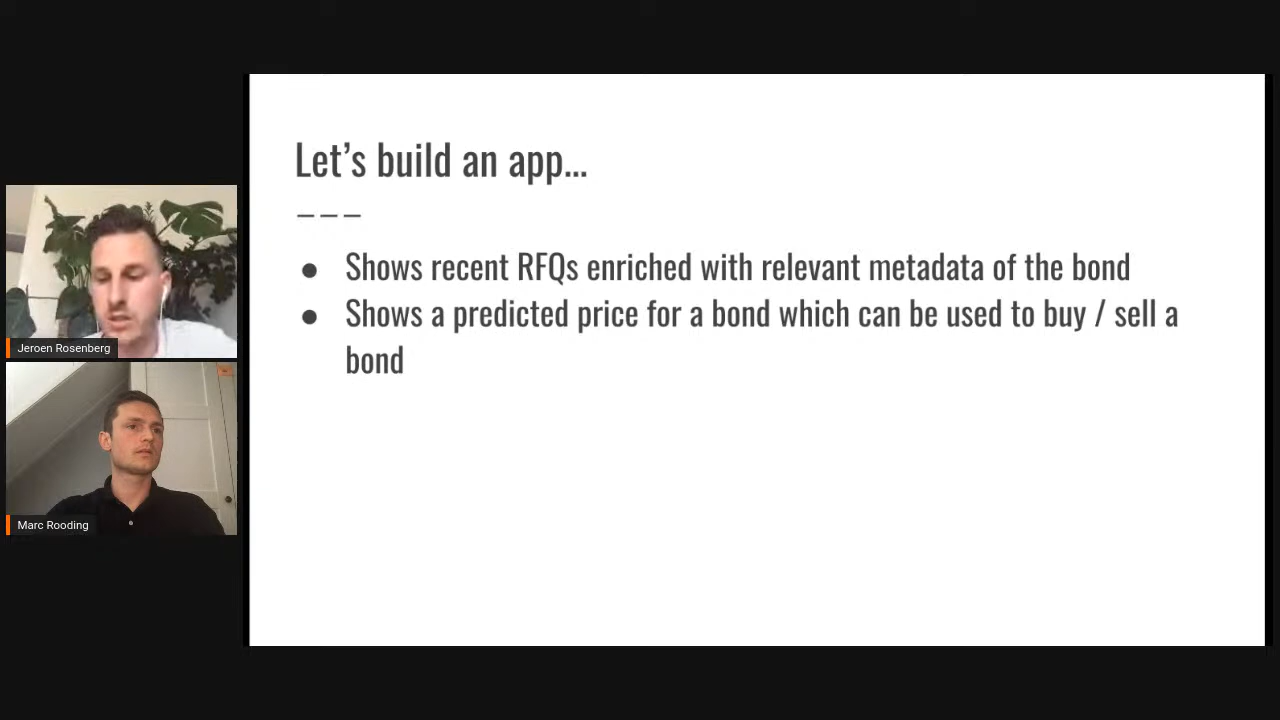 Let's build an app...
– – –
● Shows recent RFQs enriched with relevant metadata of the bond
● Shows a predicted price for a bond which can be used to buy / sell a
bond
Jeroen Rosenberg
Marc Rooding